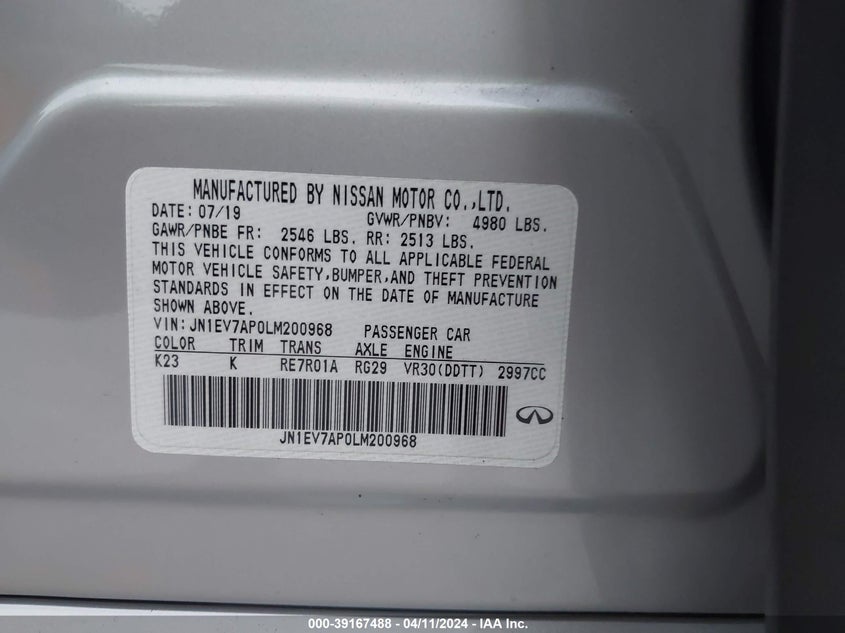 MANUFACTURED BY NISSAN MOTOR CO.,LTD.
DATE: 07/19 GVWR/PNBV: 4980 LBS.
GAWR/PNBE FR: 2546 LBS. RR: 2513 LBS.
THIS VEHICLE CONFORMS TO ALL APPLICABLE FEDERAL
MOTOR VEHICLE SAFETY,BUMPER,AND THEFT PREVENTION
STANDARDS IN EFFECT ON THE DATE OF MANUFACTURE
SHOWN ABOVE.
VIN: JN1EV7AP0LM200968 PASSENGER CAR
COLOR TRIM TRANS AXLE ENGINE
K23 K RE7R01A RG29 VR30(DDTT) 2997CC
JN1EV7AP0LM200968
000-39167488 - 04/11/2024 - IAA Inc.